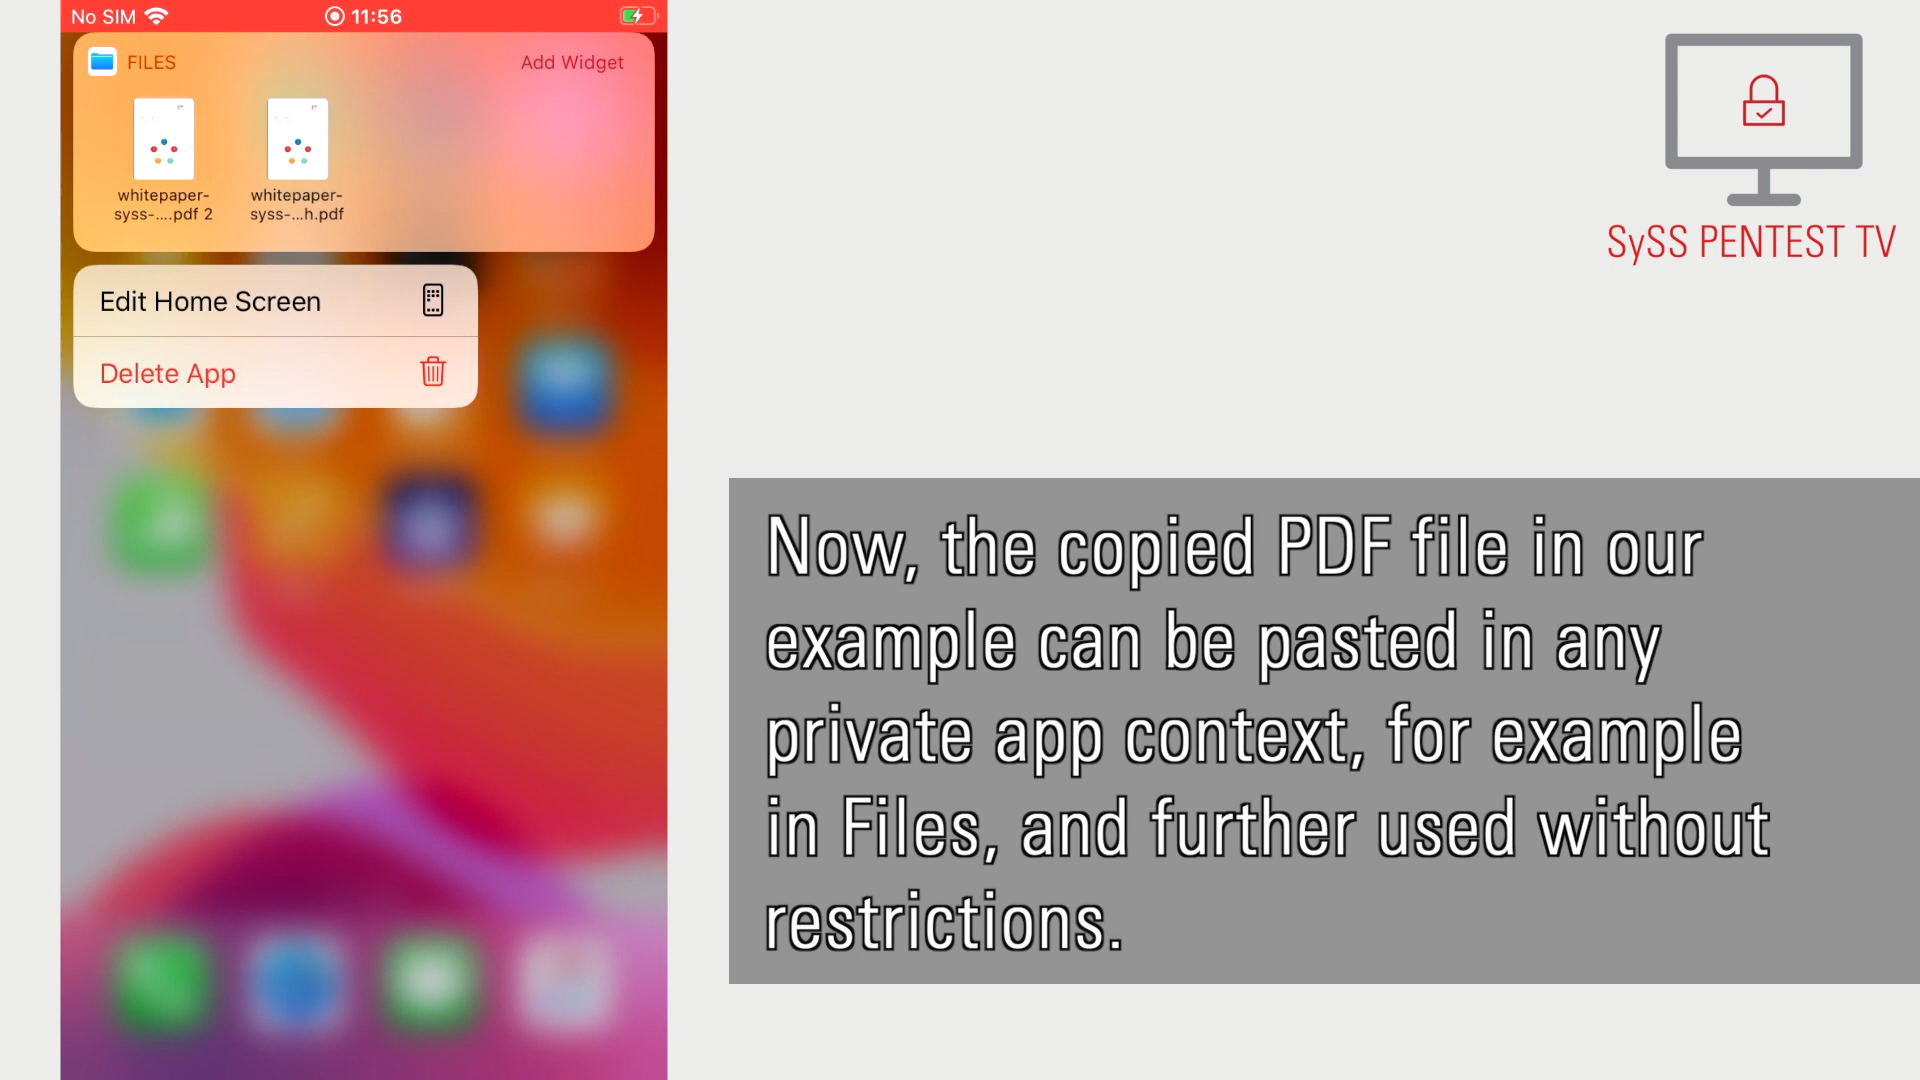 No SIM 11:56
FILES Add Widget
whitepaper-
syss-....pdf 2
whitepaper-
syss-...h.pdf
Edit Home Screen
Delete App
SySS PENTEST TV
Now, the copied PDF file in our
example can be pasted in any
private app context, for example
in Files, and further used without
restrictions.